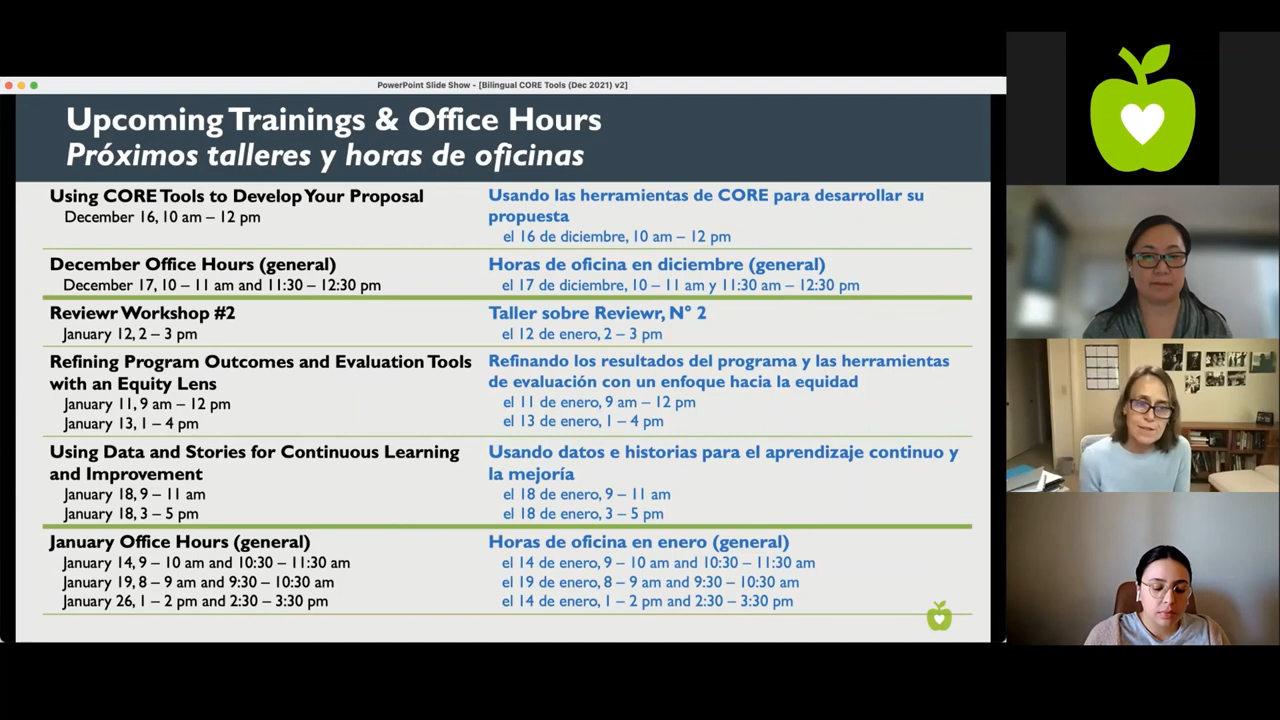 PowerPoint Slide Show - [Bilingual CORE Tools (Dec 2021) v2]
Upcoming Trainings & Office Hours
Próximos talleres y horas de oficinas
Using CORE Tools to Develop Your Proposal
December 16, 10 am – 12 pm
Usando las herramientas de CORE para desarrollar su
propuesta
el 16 de diciembre, 10 am – 12 pm
December Office Hours (general)
December 17, 10 – 11 am and 11:30 – 12:30 pm
Horas de oficina en diciembre (general)
el 17 de diciembre, 10 – 11 am y 11:30 am – 12:30 pm
Reviewr Workshop #2
January 12, 2 – 3 pm
Taller sobre Reviewr, N° 2
el 12 de enero, 2 – 3 pm
Refining Program Outcomes and Evaluation Tools
with an Equity Lens
January 11, 9 am – 12 pm
January 13, 1 – 4 pm
Refinando los resultados del programa y las herramientas
de evaluación con un enfoque hacia la equidad
el 11 de enero, 9 am – 12 pm
el 13 de enero, 1 – 4 pm
Using Data and Stories for Continuous Learning
and Improvement
January 18, 9 – 11 am
January 18, 3 – 5 pm
Usando datos e historias para el aprendizaje continuo y
la mejoría
el 18 de enero, 9 – 11 am
el 18 de enero, 3 – 5 pm
January Office Hours (general)
January 14, 9 – 10 am and 10:30 – 11:30 am
January 19, 8 – 9 am and 9:30 – 10:30 am
January 26, 1 – 2 pm and 2:30 – 3:30 pm
Horas de oficina en enero (general)
el 14 de enero, 9 – 10 am and 10:30 – 11:30 am
el 19 de enero, 8 – 9 am and 9:30 – 10:30 am
el 14 de enero, 1 – 2 pm and 2:30 – 3:30 pm